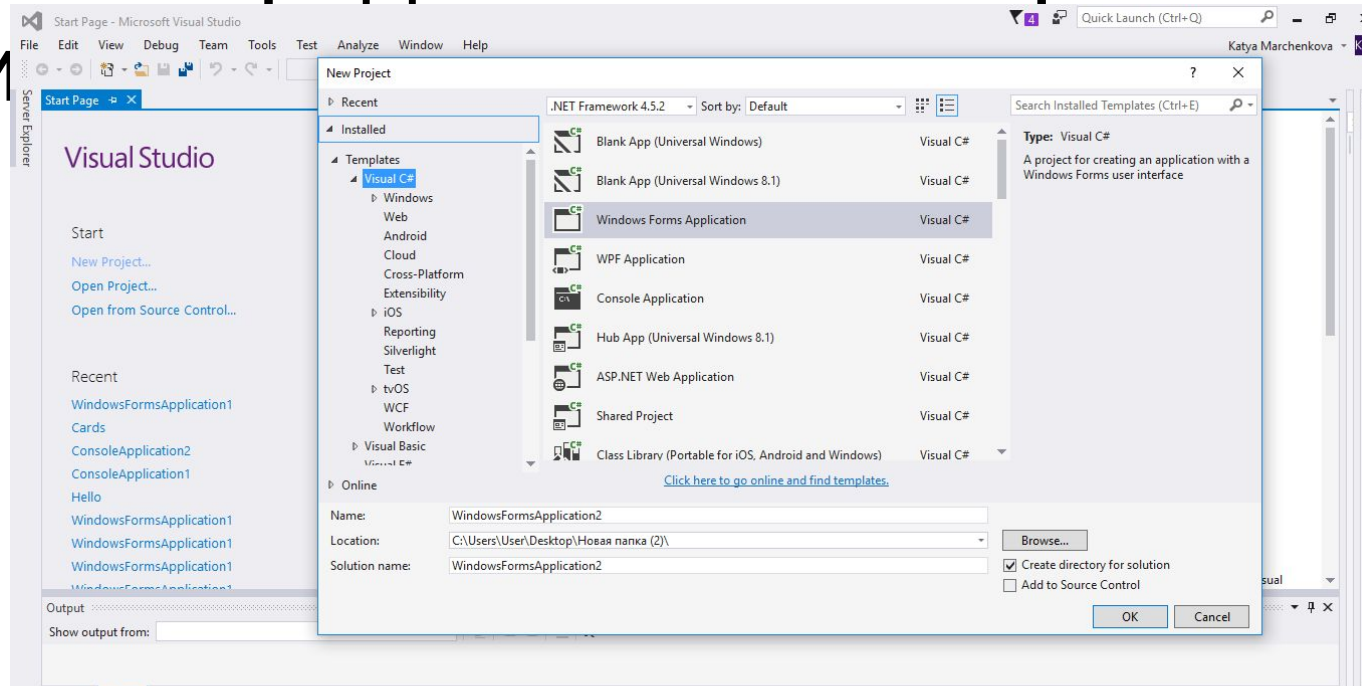 Start Page - Microsoft Visual Studio
4
Quick Launch (Ctrl+Q)
File Edit View Debug Team Tools Test Analyze Window Help
Katya Marchenkova
Server Explorer
Start Page
Visual Studio
Start
New Project...
Open Project...
Open from Source Control...
Recent
WindowsFormsApplication1
Cards
ConsoleApplication2
ConsoleApplication1
Hello
WindowsFormsApplication1
WindowsFormsApplication1
WindowsFormsApplication1
WindowsFormsApplication1
Output
Show output from:
New Project
? X
Recent
Installed
Templates
Visual C#
Windows
Web
Android
Cloud
Cross-Platform
Extensibility
iOS
Reporting
Silverlight
Test
tvOS
WCF
Workflow
Visual Basic
Visual F#
Online
.NET Framework 4.5.2 Sort by: Default
Search Installed Templates (Ctrl+E)
Blank App (Universal Windows) Visual C#
Blank App (Universal Windows 8.1) Visual C#
Windows Forms Application Visual C#
WPF Application Visual C#
Console Application Visual C#
Hub App (Universal Windows 8.1) Visual C#
ASP.NET Web Application Visual C#
Shared Project Visual C#
Class Library (Portable for iOS, Android and Windows) Visual C#
Click here to go online and find templates.
Type: Visual C#
A project for creating an application with a
Windows Forms user interface
Name: WindowsFormsApplication2
Location: C:\Users\User\Desktop\Новая папка (2)\
Browse...
Solution name: WindowsFormsApplication2
Create directory for solution
Add to Source Control
OK Cancel
sual